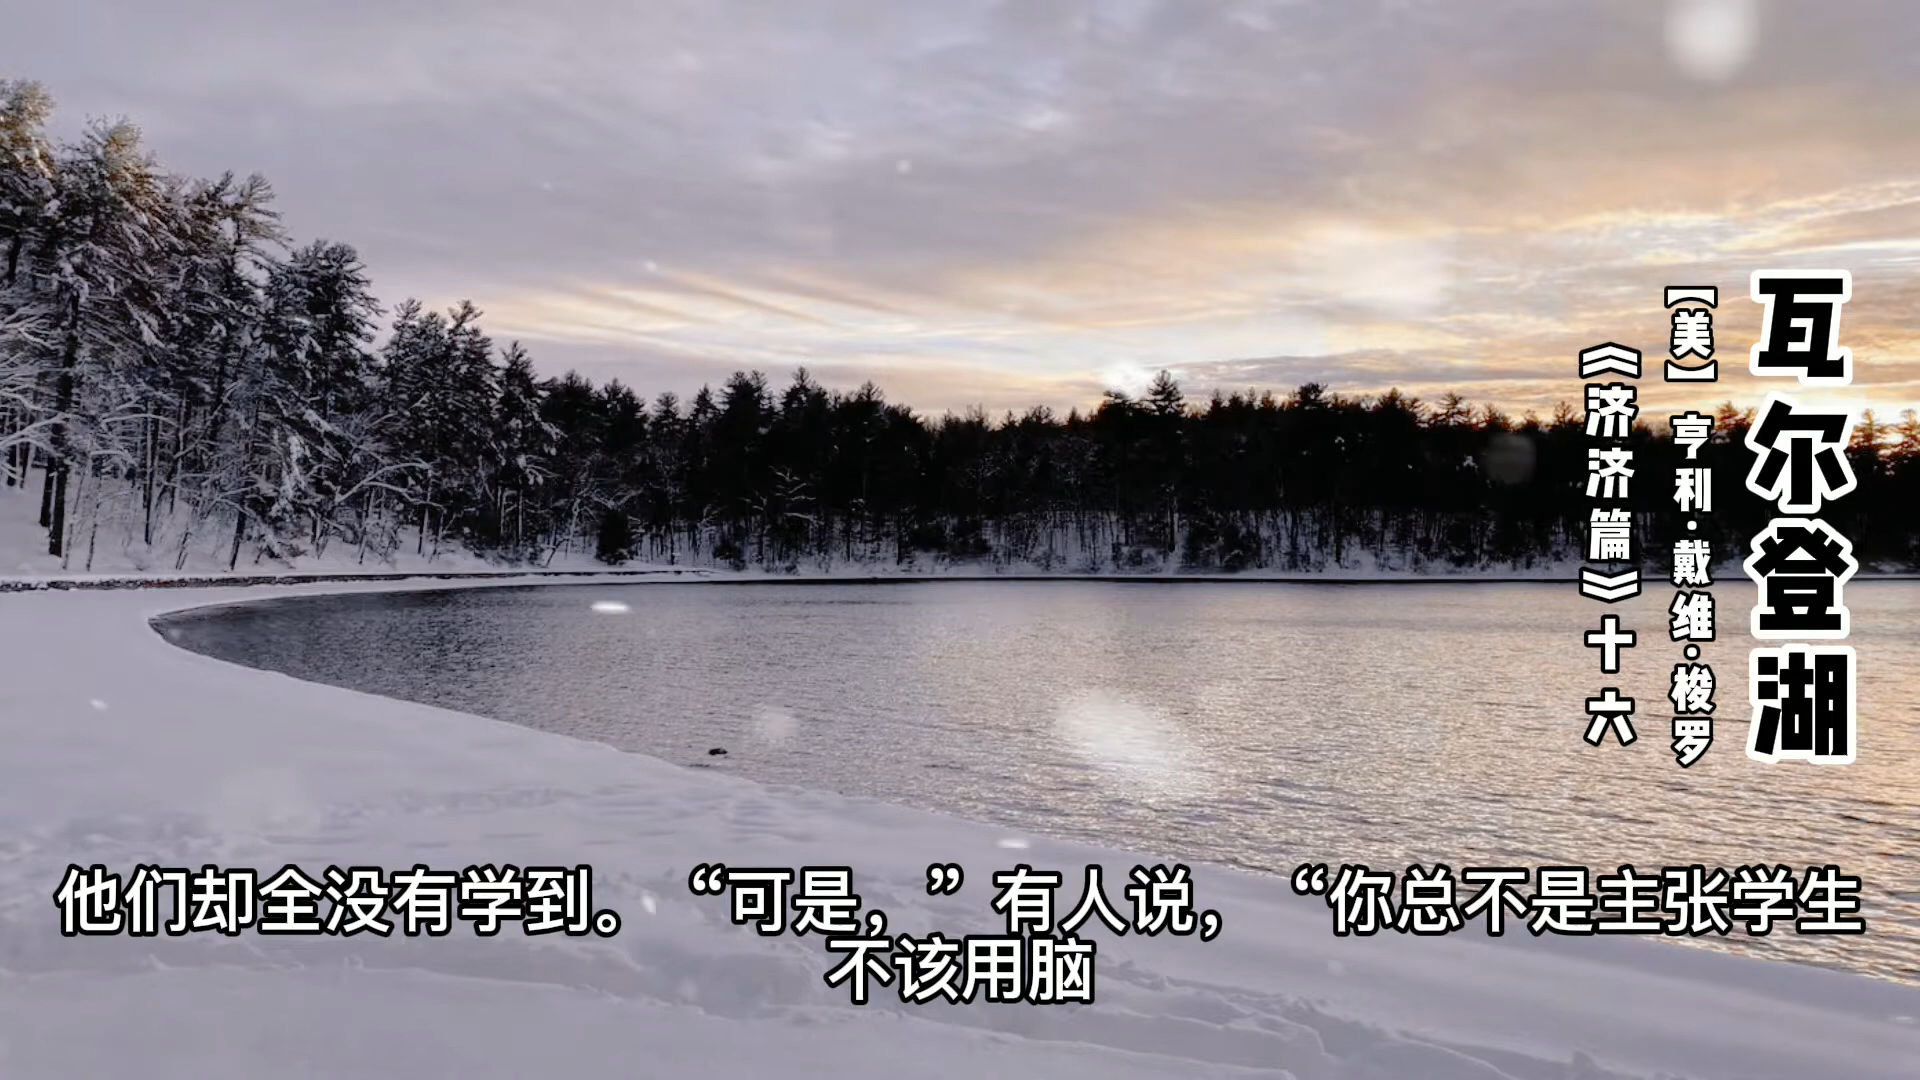 瓦尔登湖
【美】亨利·戴维·梭罗
《济济篇》十六
他们却全没有学到。“可是，”有人说，“你总不是主张学生
不该用脑